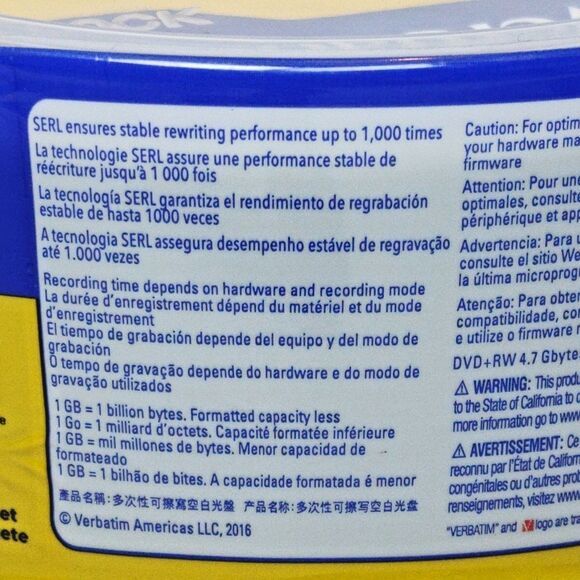 SERL ensures stable rewriting performance up to 1,000 times
La technologie SERL assure une performance stable de
réécriture jusqu'à 1 000 fois
La tecnología SERL garantiza el rendimiento de regrabación
estable de hasta 1000 veces
A tecnologia SERL assegura desempenho estável de regravação
até 1.000 vezes
Recording time depends on hardware and recording mode
La durée d'enregistrement dépend du matériel et du mode
d'enregistrement
El tiempo de grabación depende del equipo y del modo de
grabación
O tempo de gravação depende do hardware e do modo de
gravação utilizados
1 GB = 1 billion bytes. Formatted capacity less
1 Go = 1 milliard d'octets. Capacité formatée inférieure
1 GB = mil millones de bytes. Menor capacidad de
formateado
1 GB = 1 bilhão de bites. A capacidade formatada é menor
產品名稱: 多次性可擦寫空白光盤 产品名称: 多次性可擦写空白光盘
© Verbatim Americas LLC, 2016
Caution: For optim
your hardware ma
firmware
Attention: Pour une
optimales, consulte
périphérique et app
Advertencia: Para u
consulte el sitio We
la última microprog
Atenção: Para obter
compatibilidade, con
e utilize o firmware r
DVD+RW 4.7 Gbyte
⚠ WARNING: This produ
to the State of California to c
more information go to www
⚠ AVERTISSEMENT: Ce
reconnu par l'État de Californ
congénitales ou d'autres prob
renseignements, visitez www
"VERBATIM" and logo are tra
et
ete